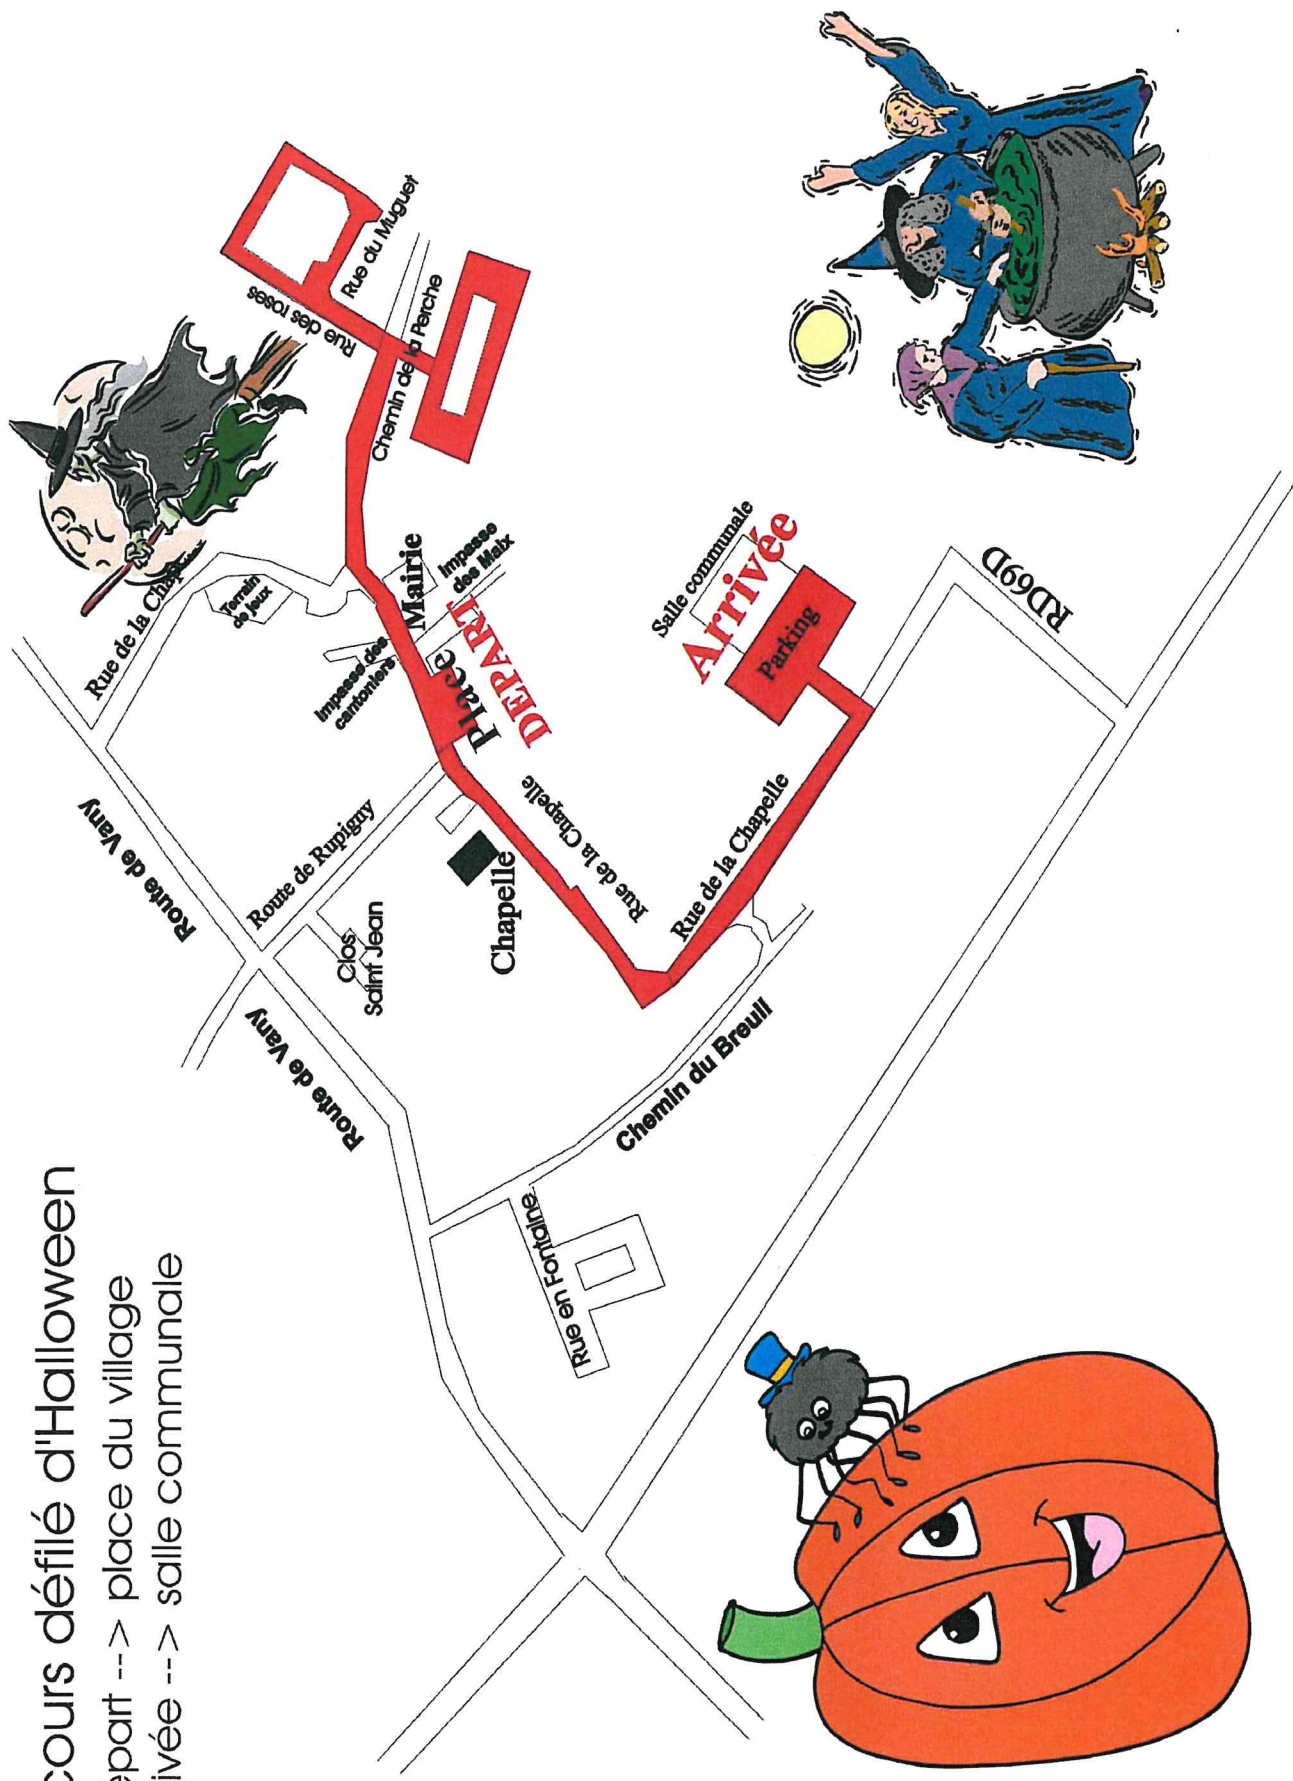 cours défilé d'Halloween
epart --> place du village
ivée --> salle communale
Route de Vany
Route de Vany
Rue de la Chap
Terrain
de jeux
Rue des roses
Rue du Muguet
Chemin de la Perche
Route de Rupigny
Impasse des
cantoniers
Mairie
Impasse
des Maix
Place
DEPART
Clos
Saint Jean
Chapelle
Rue de la Chapelle
Rue de la Chapelle
Salle communale
Arrivée
Parking
RD69D
Chemin du Breuil
Rue en Fontaine